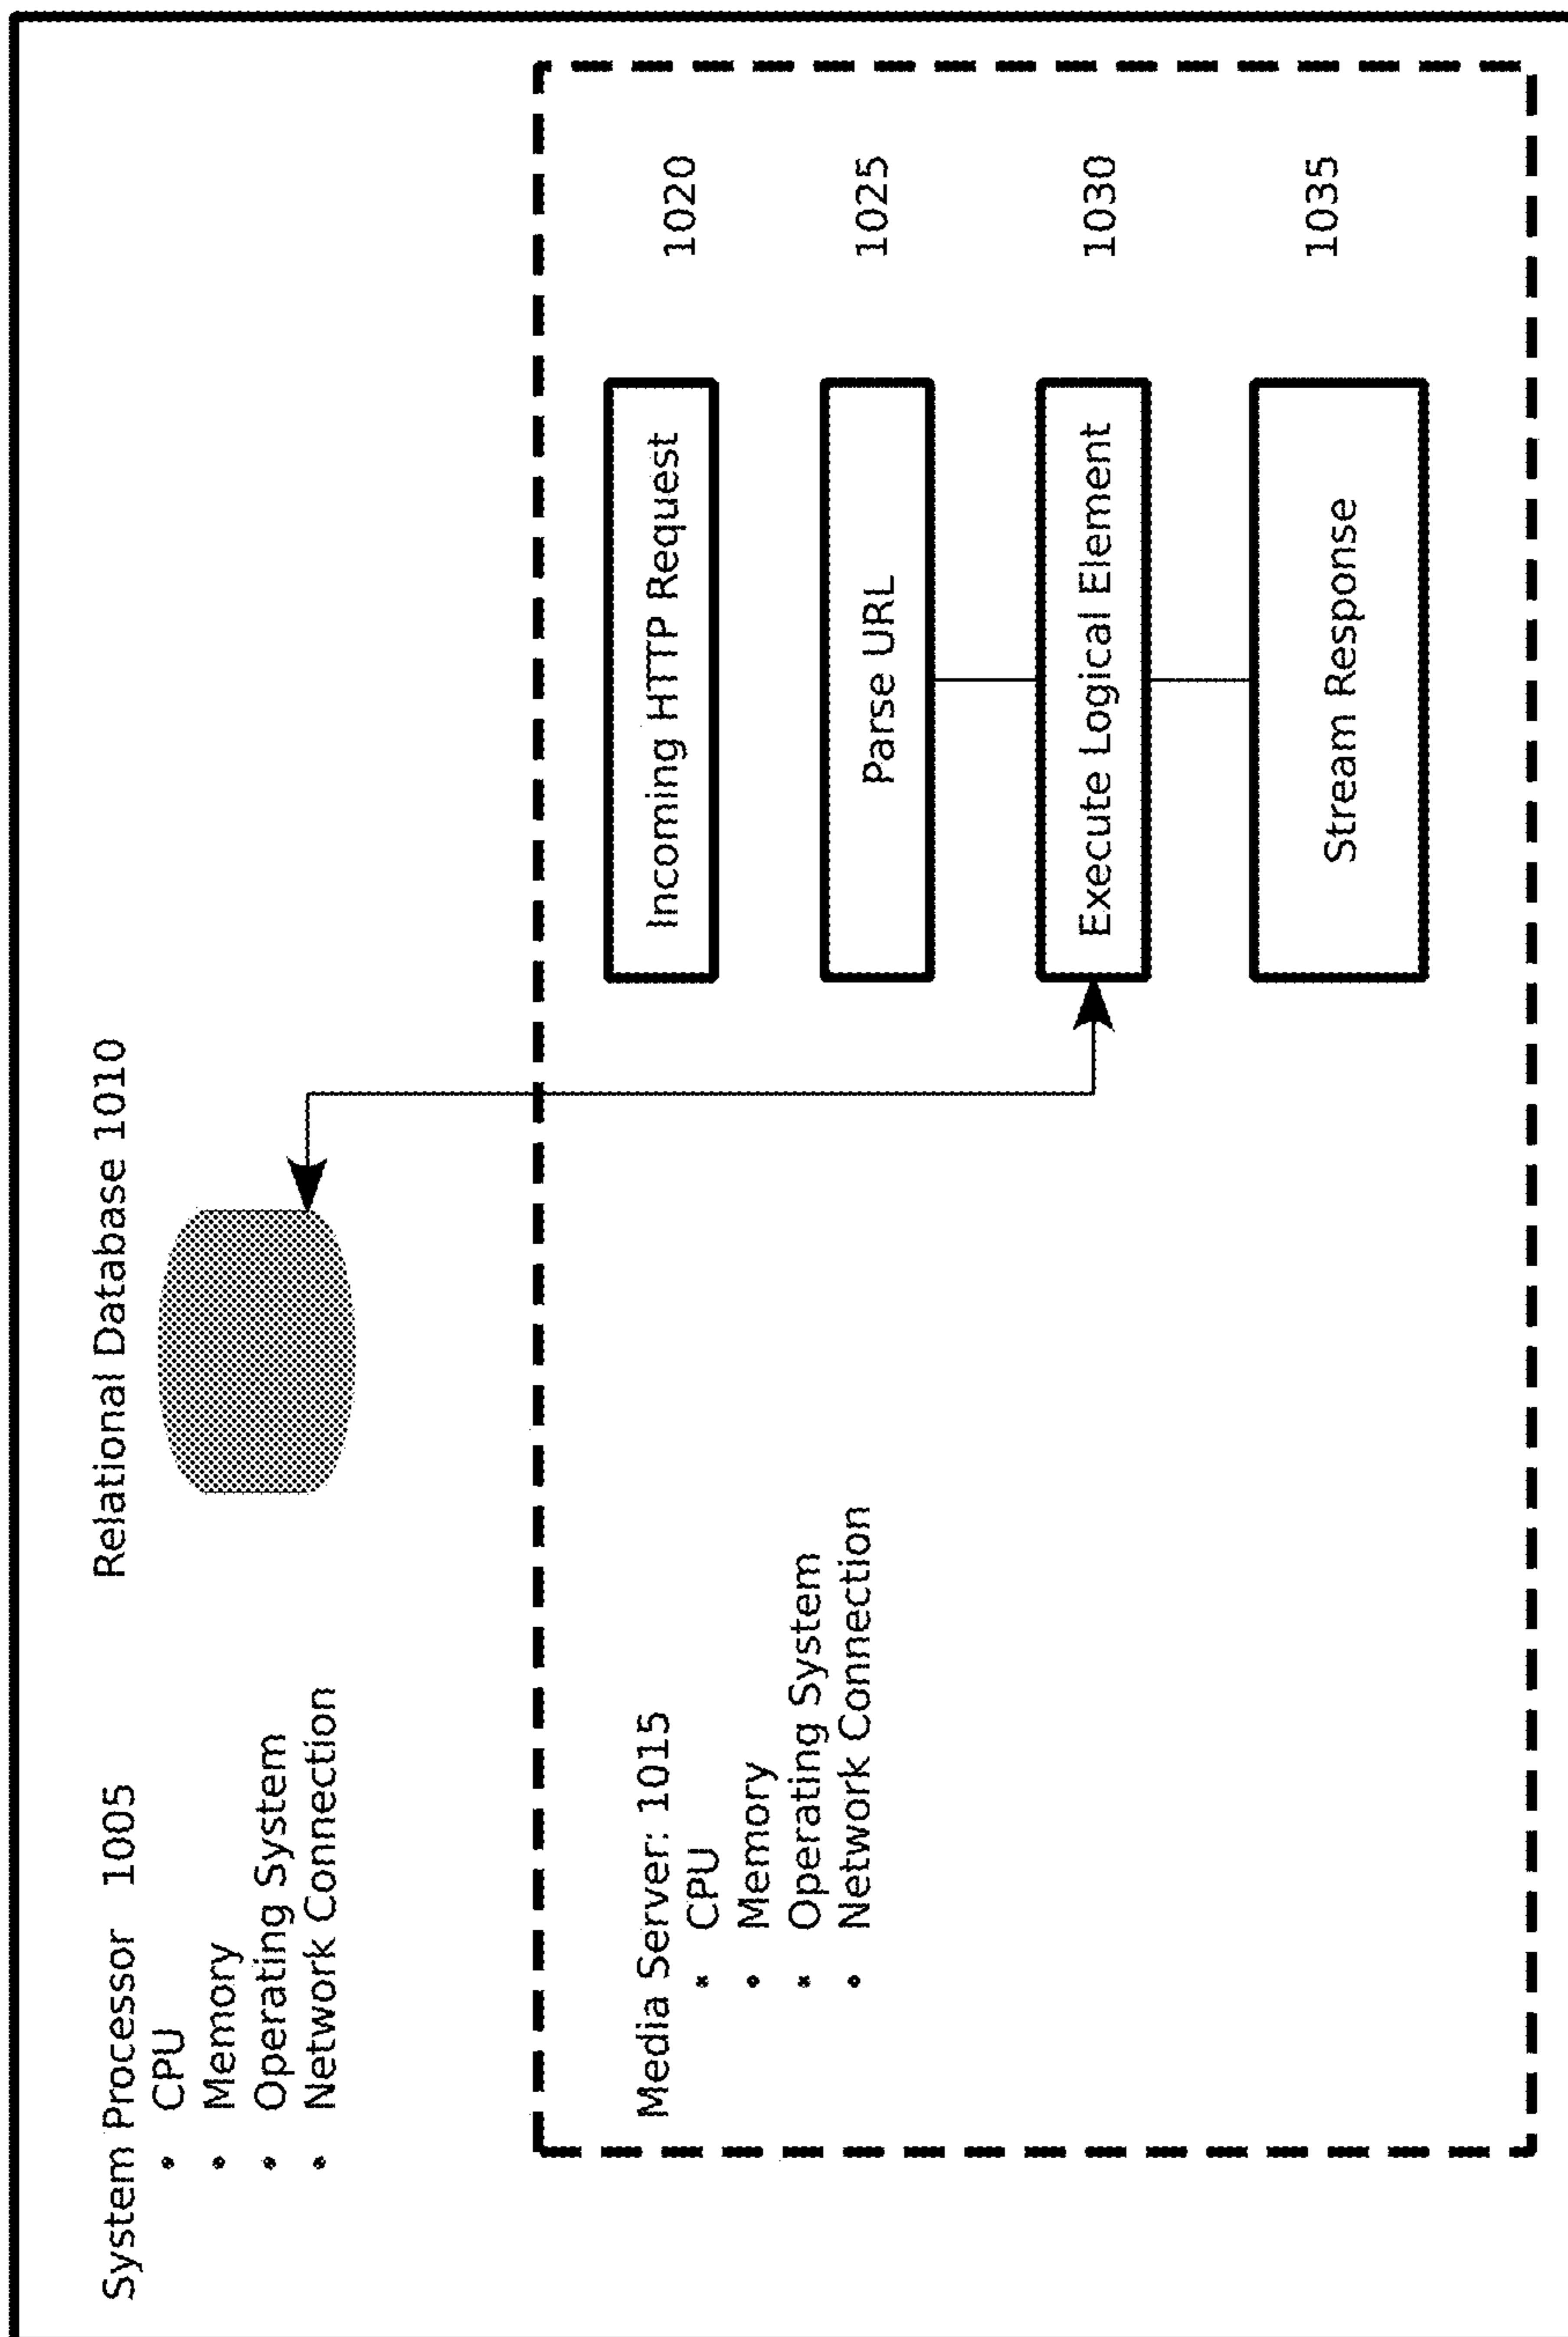 System Processor 1005
• CPU
• Memory
• Operating System
• Network Connection
Relational Database 1010
Media Server: 1015
• CPU
• Memory
• Operating System
• Network Connection
Incoming HTTP Request 1020
Parse URL 1025
Execute Logical Element 1030
Stream Response 1035